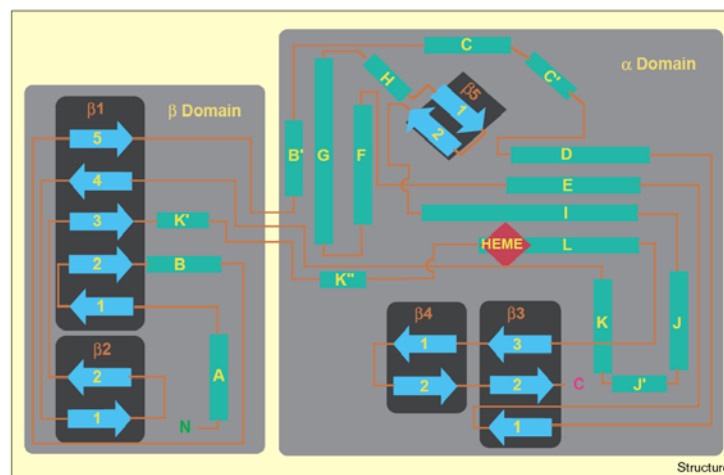 β Domain
β1
5
4
3
K'
2
B
1
β2
2
1
A
N
α Domain
C
C'
H
β5
1
2
B'
G
F
D
E
I
HEME
L
K"
K
J
J'
β4
1
2
β3
3
2
1
C
Structure